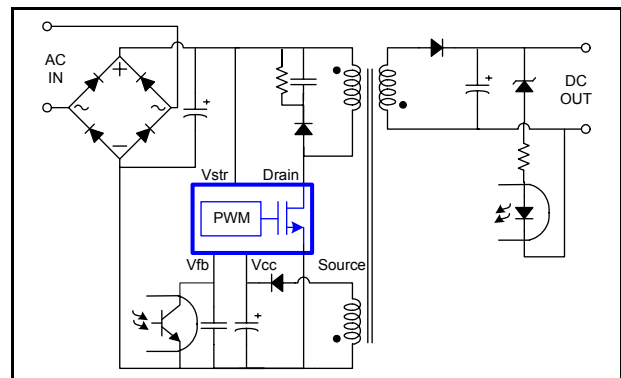 AC
IN
+
~
~
−
+
+
DC
OUT
Vstr
Drain
PWM
Vfb
Vcc
Source
+